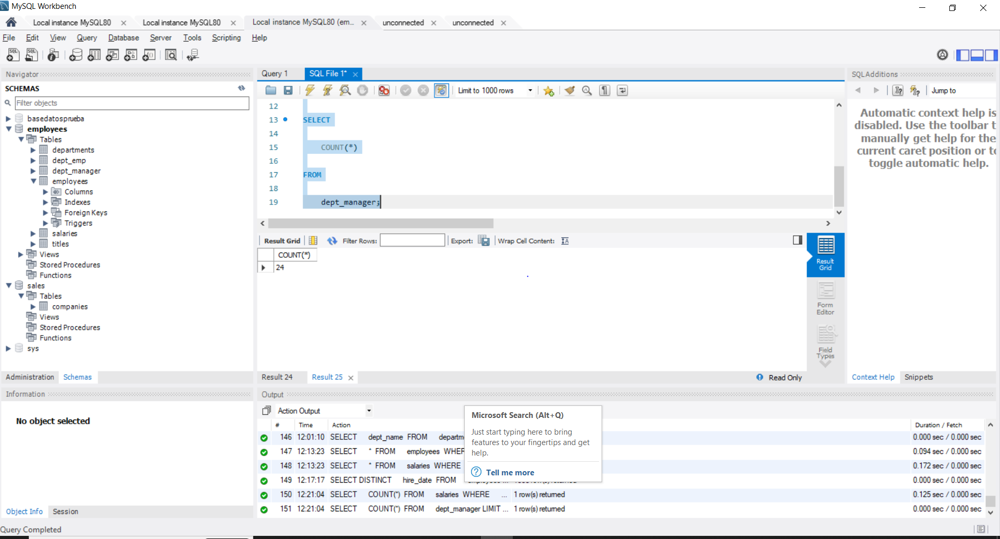 MySQL Workbench
Local instance MySQL80
Local instance MySQL80
Local instance MySQL80 (em...
unconnected
unconnected
File Edit View Query Database Server Tools Scripting Help
Navigator
SCHEMAS
Filter objects
basedatosprueba
employees
Tables
departments
dept_emp
dept_manager
employees
Columns
Indexes
Foreign Keys
Triggers
salaries
titles
Views
Stored Procedures
Functions
sales
Tables
companies
Views
Stored Procedures
Functions
sys
Administration Schemas
Information
No object selected
Object Info Session
Query 1
SQL File 1*
Limit to 1000 rows
12
13 SELECT
14
15 COUNT(*)
16
17 FROM
18
19 dept_manager;
Result Grid Filter Rows: Export: Wrap Cell Content:
COUNT(*)
24
Result
Grid
Form
Editor
Field
Types
Result 24 Result 25 Read Only
SQLAdditions
Jump to
Automatic context help is
disabled. Use the toolbar t
manually get help for the
current caret position or to
toggle automatic help.
Context Help Snippets
Output
Action Output
# Time Action Duration / Fetch
146 12:01:10 SELECT dept_name FROM departm 0.000 sec / 0.000 sec
147 12:13:23 SELECT * FROM employees WHER 0.094 sec / 0.000 sec
148 12:13:23 SELECT * FROM salaries WHERE 0.172 sec / 0.000 sec
149 12:17:17 SELECT DISTINCT hire_date FROM 0.000 sec / 0.000 sec
150 12:21:04 SELECT COUNT(*) FROM salaries WHERE ... 1 row(s) returned 0.125 sec / 0.000 sec
151 12:21:04 SELECT COUNT(*) FROM dept_manager LIMIT ... 1 row(s) returned 0.000 sec / 0.000 sec
Microsoft Search (Alt+Q)
Just start typing here to bring
features to your fingertips and get
help.
Tell me more
Query Completed